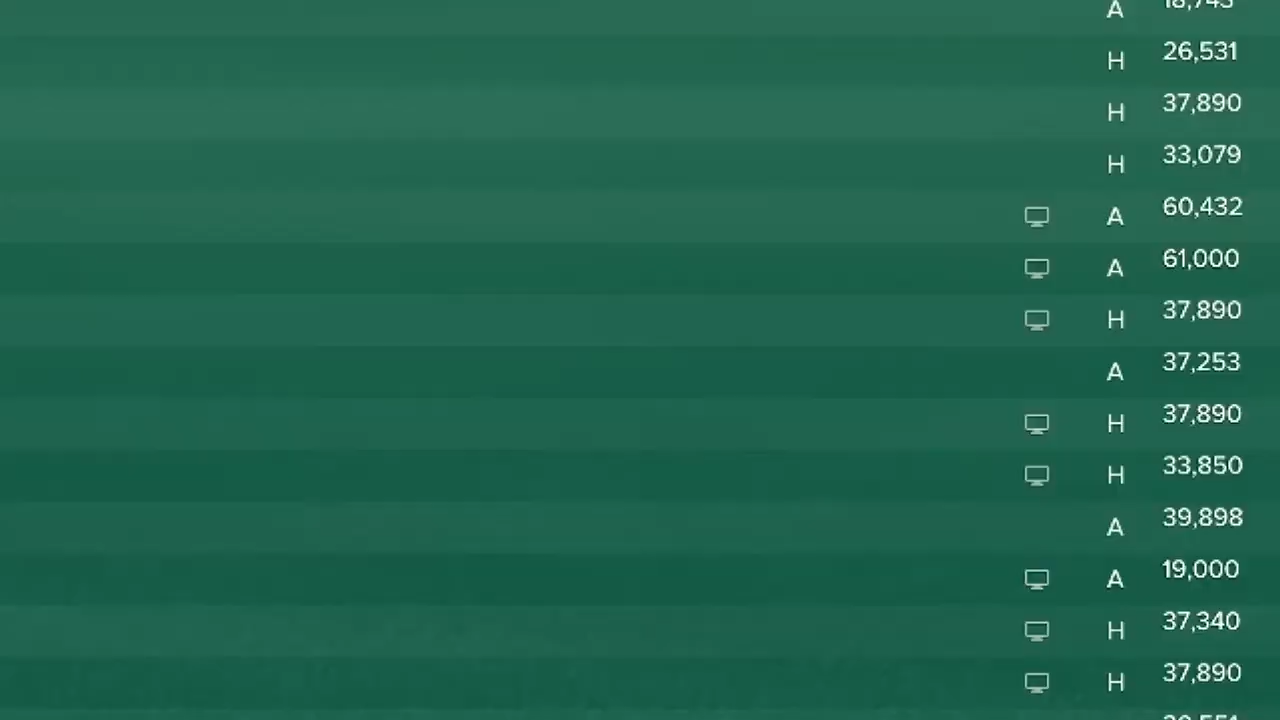 A
H 26,531
H 37,890
H 33,079
A 60,432
A 61,000
H 37,890
A 37,253
H 37,890
H 33,850
A 39,898
A 19,000
H 37,340
H 37,890